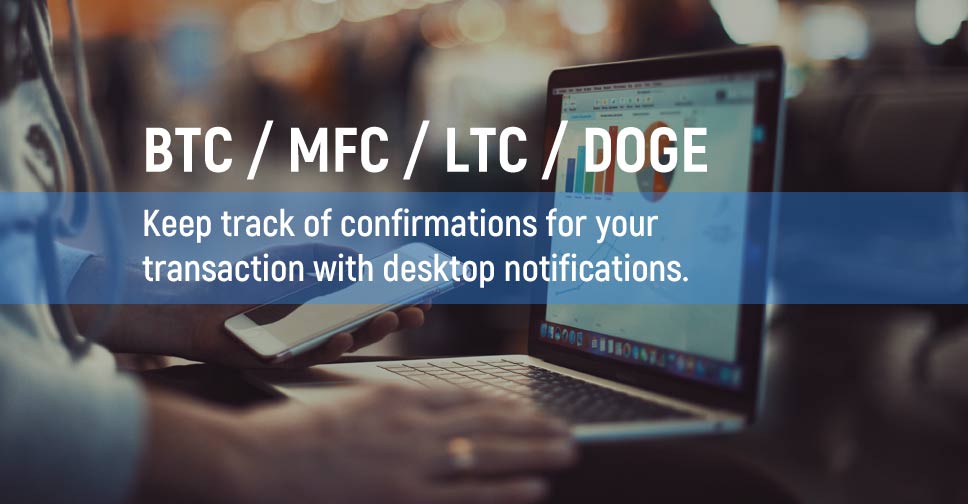 BTC / MFC / LTC / DOGE
Keep track of confirmations for your
transaction with desktop notifications.